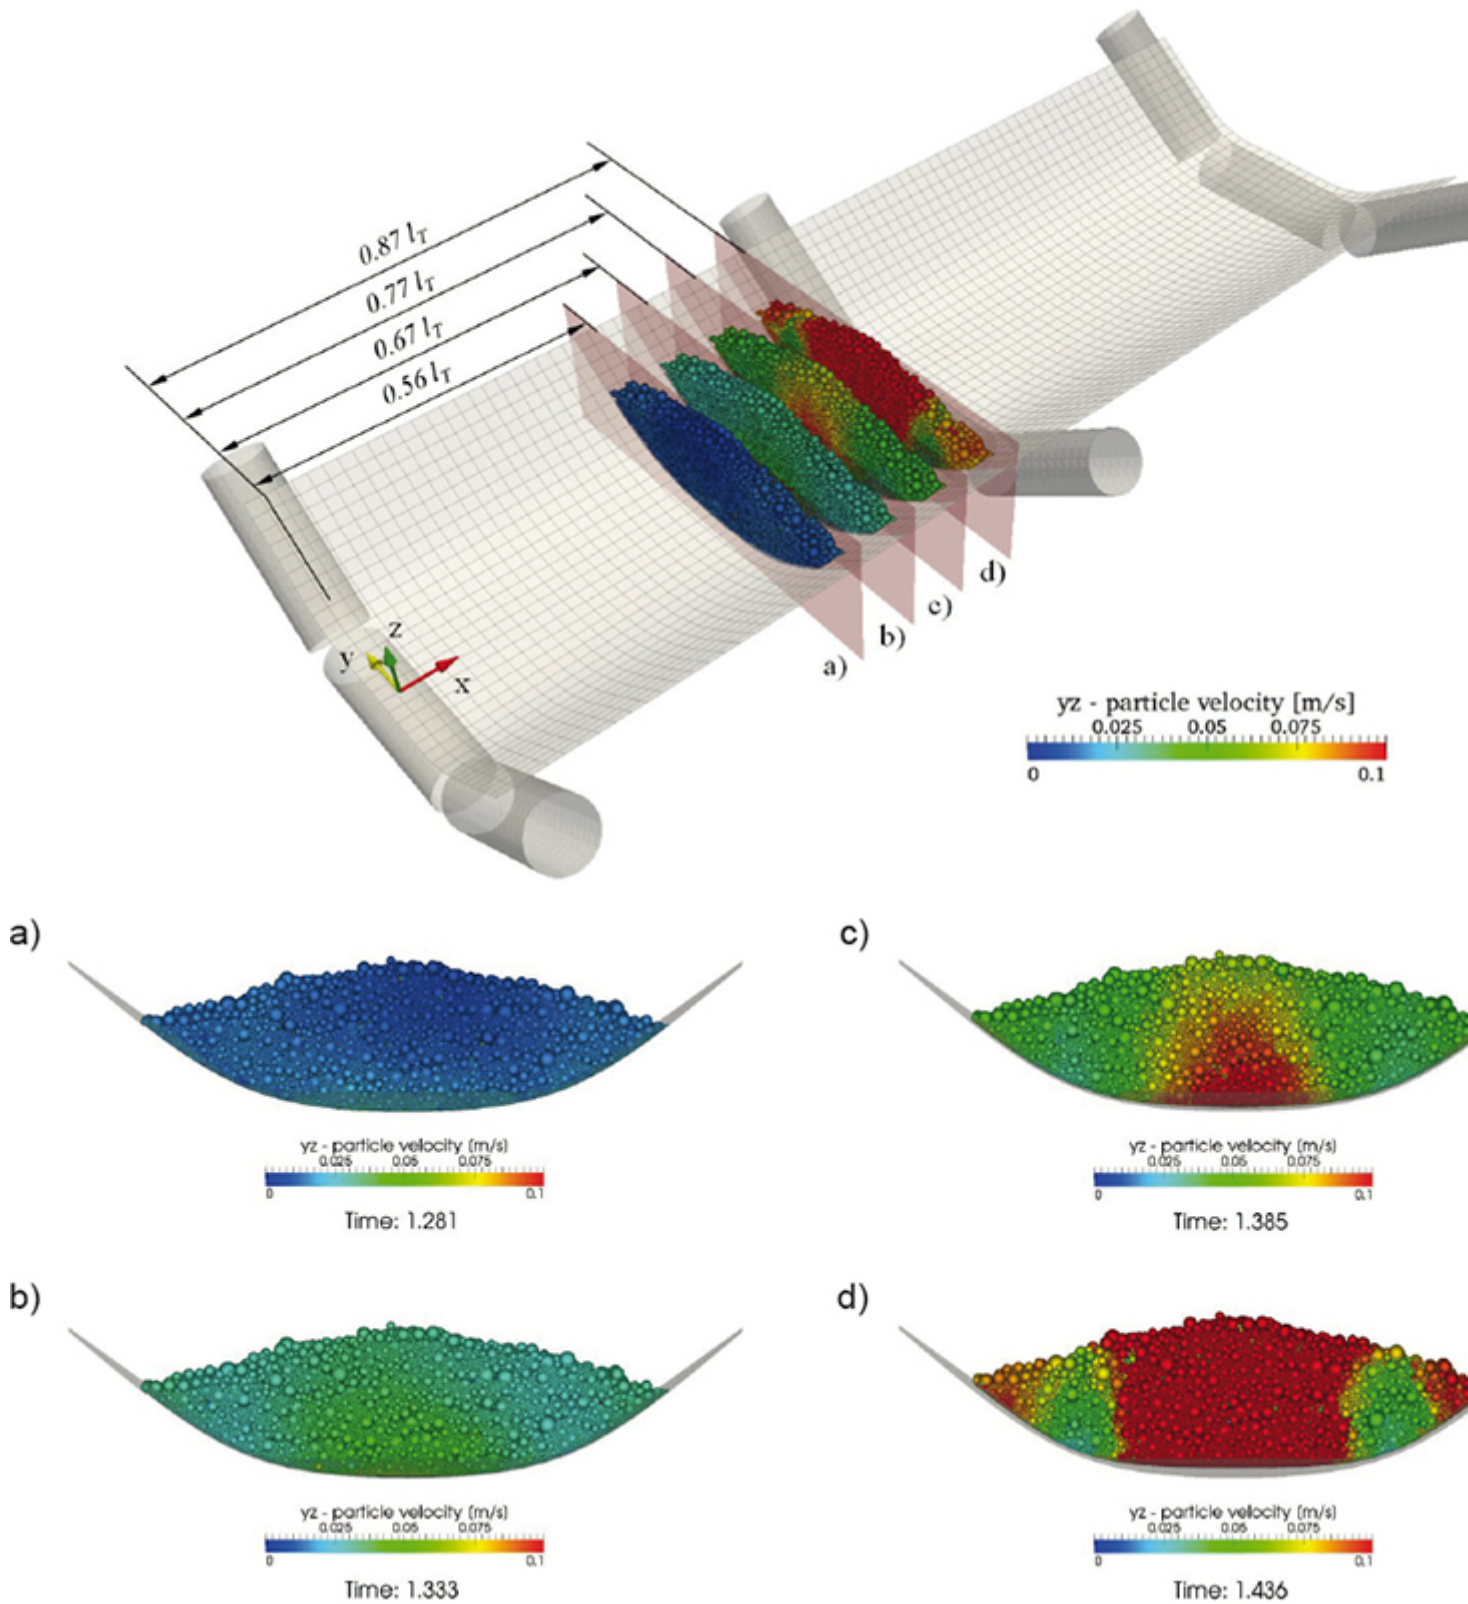 0.87 l_T
0.77 l_T
0.67 l_T
0.56 l_T
z
y
x
a)
b)
c)
d)
yz - particle velocity [m/s]
0.025 0.05 0.075
0 0.1
a)
yz - particle velocity (m/s)
0.025 0.05 0.075
0 0.1
Time: 1.281
c)
yz - particle velocity (m/s)
0.025 0.05 0.075
0 0.1
Time: 1.385
b)
yz - particle velocity (m/s)
0.025 0.05 0.075
0 0.1
Time: 1.333
d)
yz - particle velocity (m/s)
0.025 0.05 0.075
0 0.1
Time: 1.436